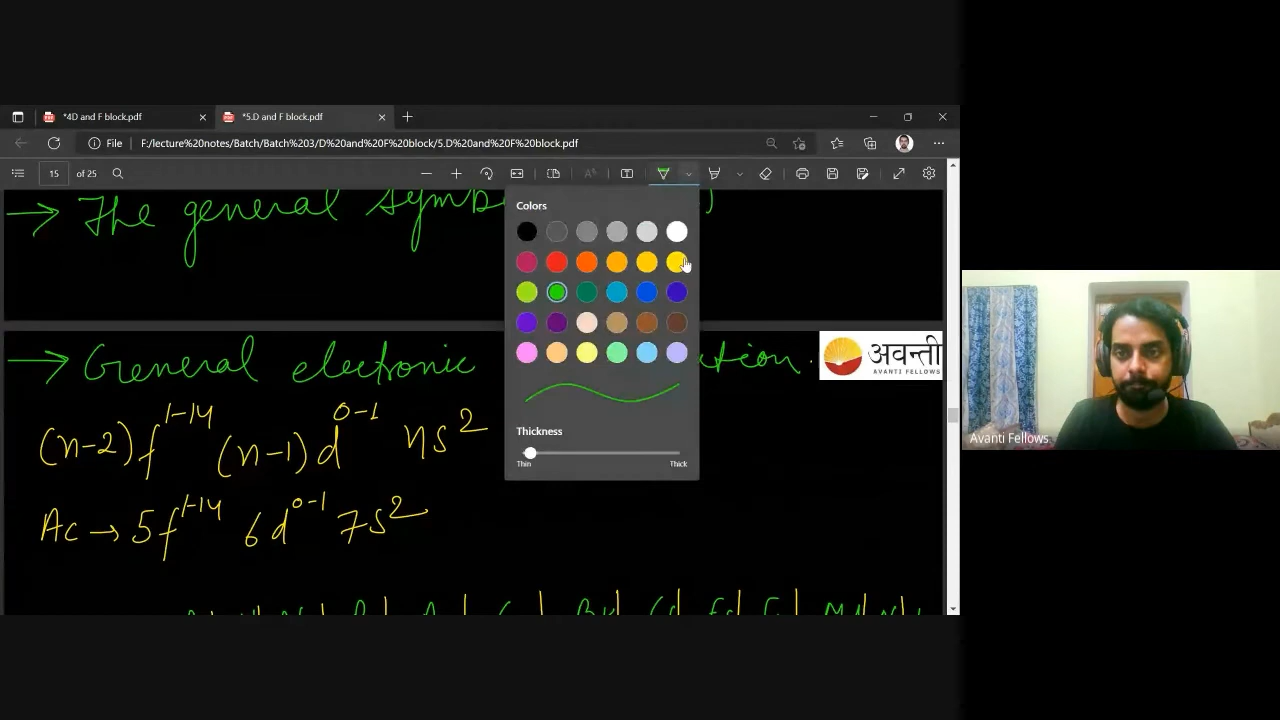 *4D and F block.pdf
*5.D and F block.pdf
File F:/lecture%20notes/Batch/Batch%203/D%20and%20F%20block/5.D%20and%20F%20block.pdf
15 of 25
→ The general symb
Colors
→ General electronic ution.
अवन्ती
AVANTI FELLOWS
(n-2)f¹⁻¹⁴ (n-1)d⁰⁻¹ ns²
Thickness
Thin Thick
Ac → 5f¹⁻¹⁴ 6d⁰⁻¹ 7s²
Avanti Fellows